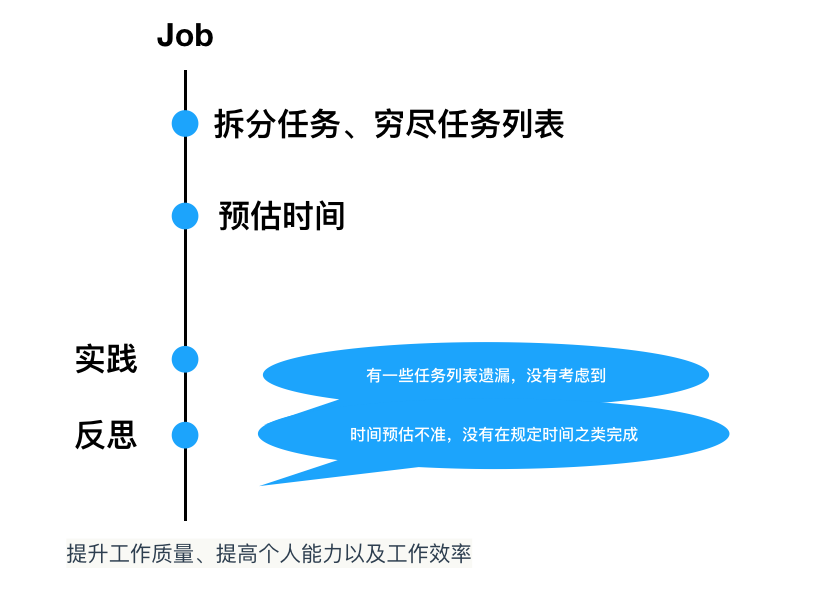 Job
拆分任务、穷尽任务列表
预估时间
实践
有一些任务列表遗漏，没有考虑到
反思
时间预估不准，没有在规定时间之类完成
提升工作质量、提高个人能力以及工作效率